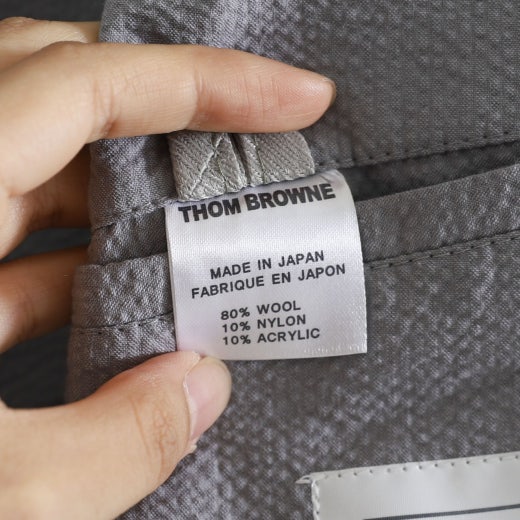 THOM BROWNE
MADE IN JAPAN
FABRIQUE EN JAPON
80% WOOL
10% NYLON
10% ACRYLIC